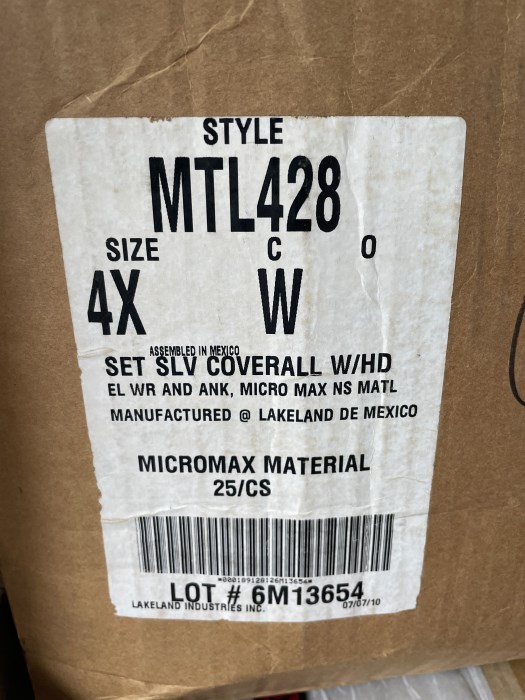 STYLE
MTL428
SIZE C O
4X W
ASSEMBLED IN MEXICO
SET SLV COVERALL W/HD
EL WR AND ANK, MICRO MAX NS MATL
MANUFACTURED @ LAKELAND DE MEXICO
MICROMAX MATERIAL
25/CS
LOT # 6M13654
LAKELAND INDUSTRIES INC. 07/07/10